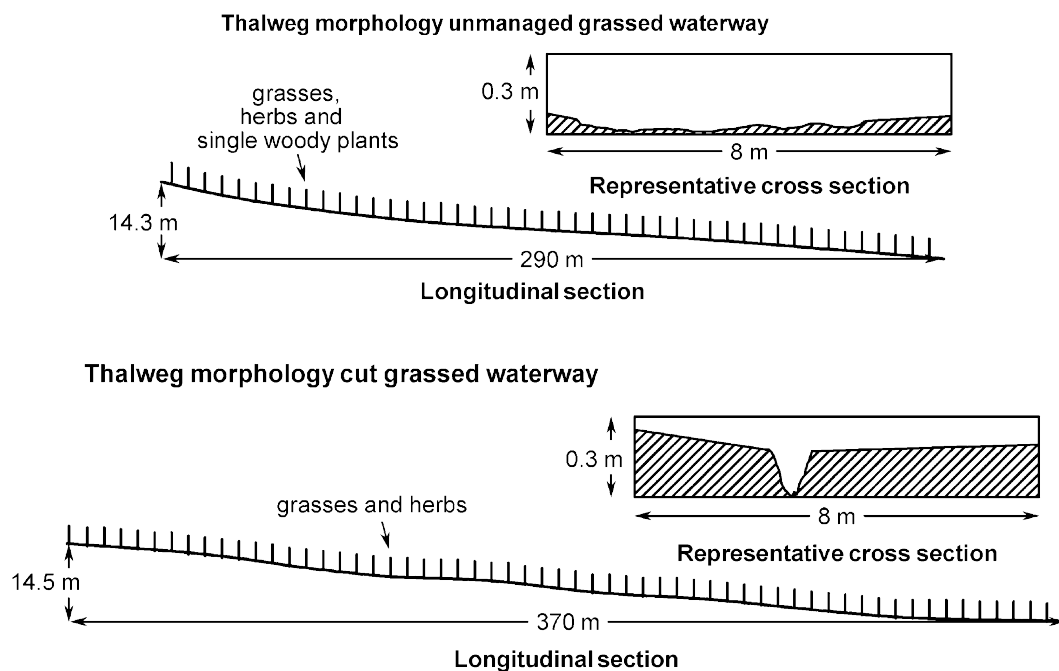 Thalweg morphology unmanaged grassed waterway
0.3 m
grasses,
herbs and
single woody plants
8 m
Representative cross section
14.3 m
290 m
Longitudinal section
Thalweg morphology cut grassed waterway
0.3 m
grasses and herbs
8 m
Representative cross section
14.5 m
370 m
Longitudinal section